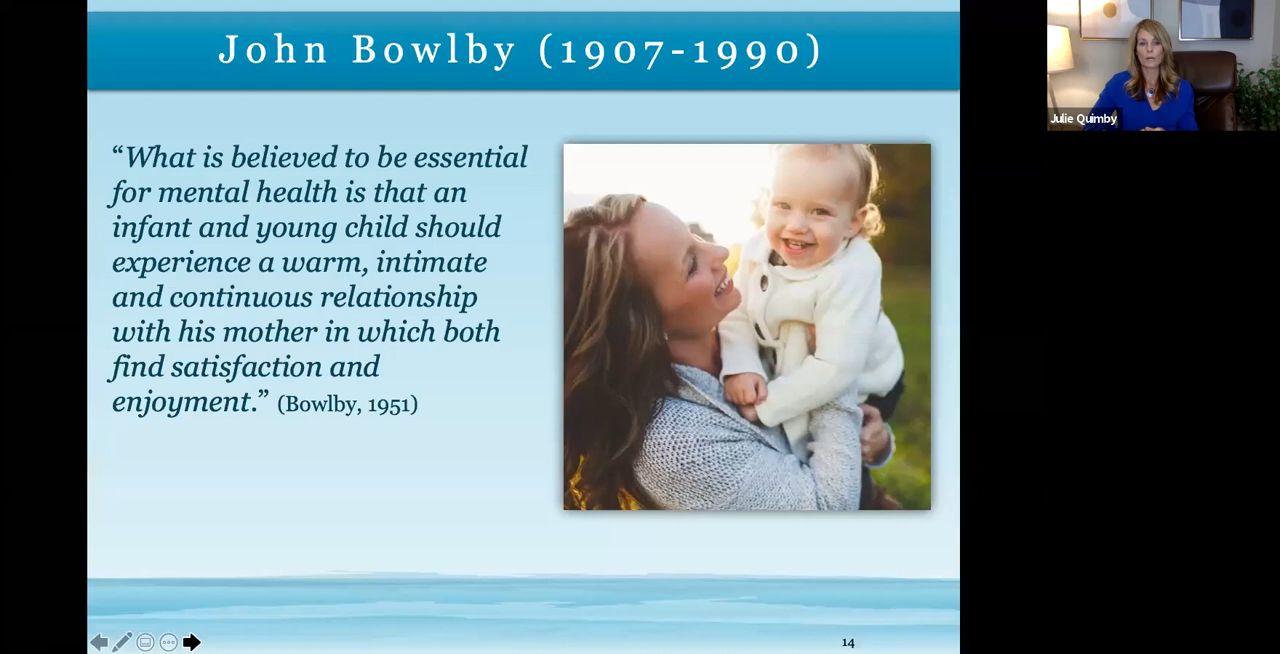 John Bowlby (1907-1990)
“What is believed to be essential
for mental health is that an
infant and young child should
experience a warm, intimate
and continuous relationship
with his mother in which both
find satisfaction and
enjoyment.” (Bowlby, 1951)
14
Julie Quimby